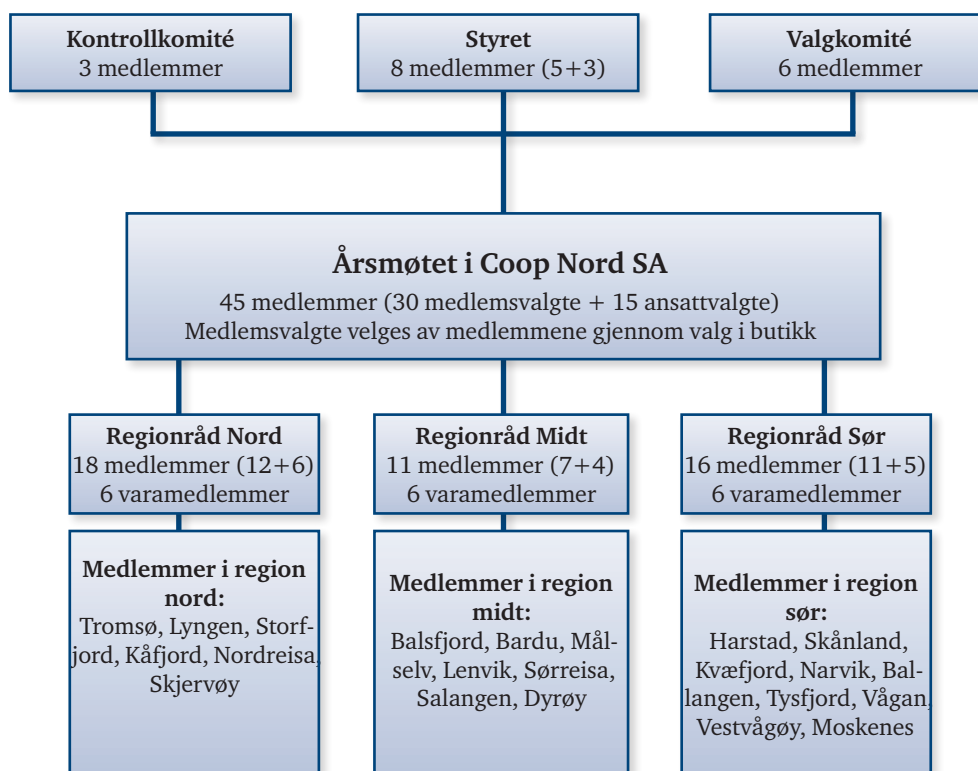 Kontrollkomité
3 medlemmer
Styret
8 medlemmer (5+3)
Valgkomité
6 medlemmer
Årsmøtet i Coop Nord SA
45 medlemmer (30 medlemsvalgte + 15 ansattvalgte)
Medlemsvalgte velges av medlemmene gjennom valg i butikk
Regionråd Nord
18 medlemmer (12+6)
6 varamedlemmer
Regionråd Midt
11 medlemmer (7+4)
6 varamedlemmer
Regionråd Sør
16 medlemmer (11+5)
6 varamedlemmer
Medlemmer i region
nord:
Tromsø, Lyngen, Storf-
jord, Kåfjord, Nordreisa,
Skjervøy
Medlemmer i region
midt:
Balsfjord, Bardu, Mål-
selv, Lenvik, Sørreisa,
Salangen, Dyrøy
Medlemmer i region
sør:
Harstad, Skånland,
Kvæfjord, Narvik, Bal-
langen, Tysfjord, Vågan,
Vestvågøy, Moskenes